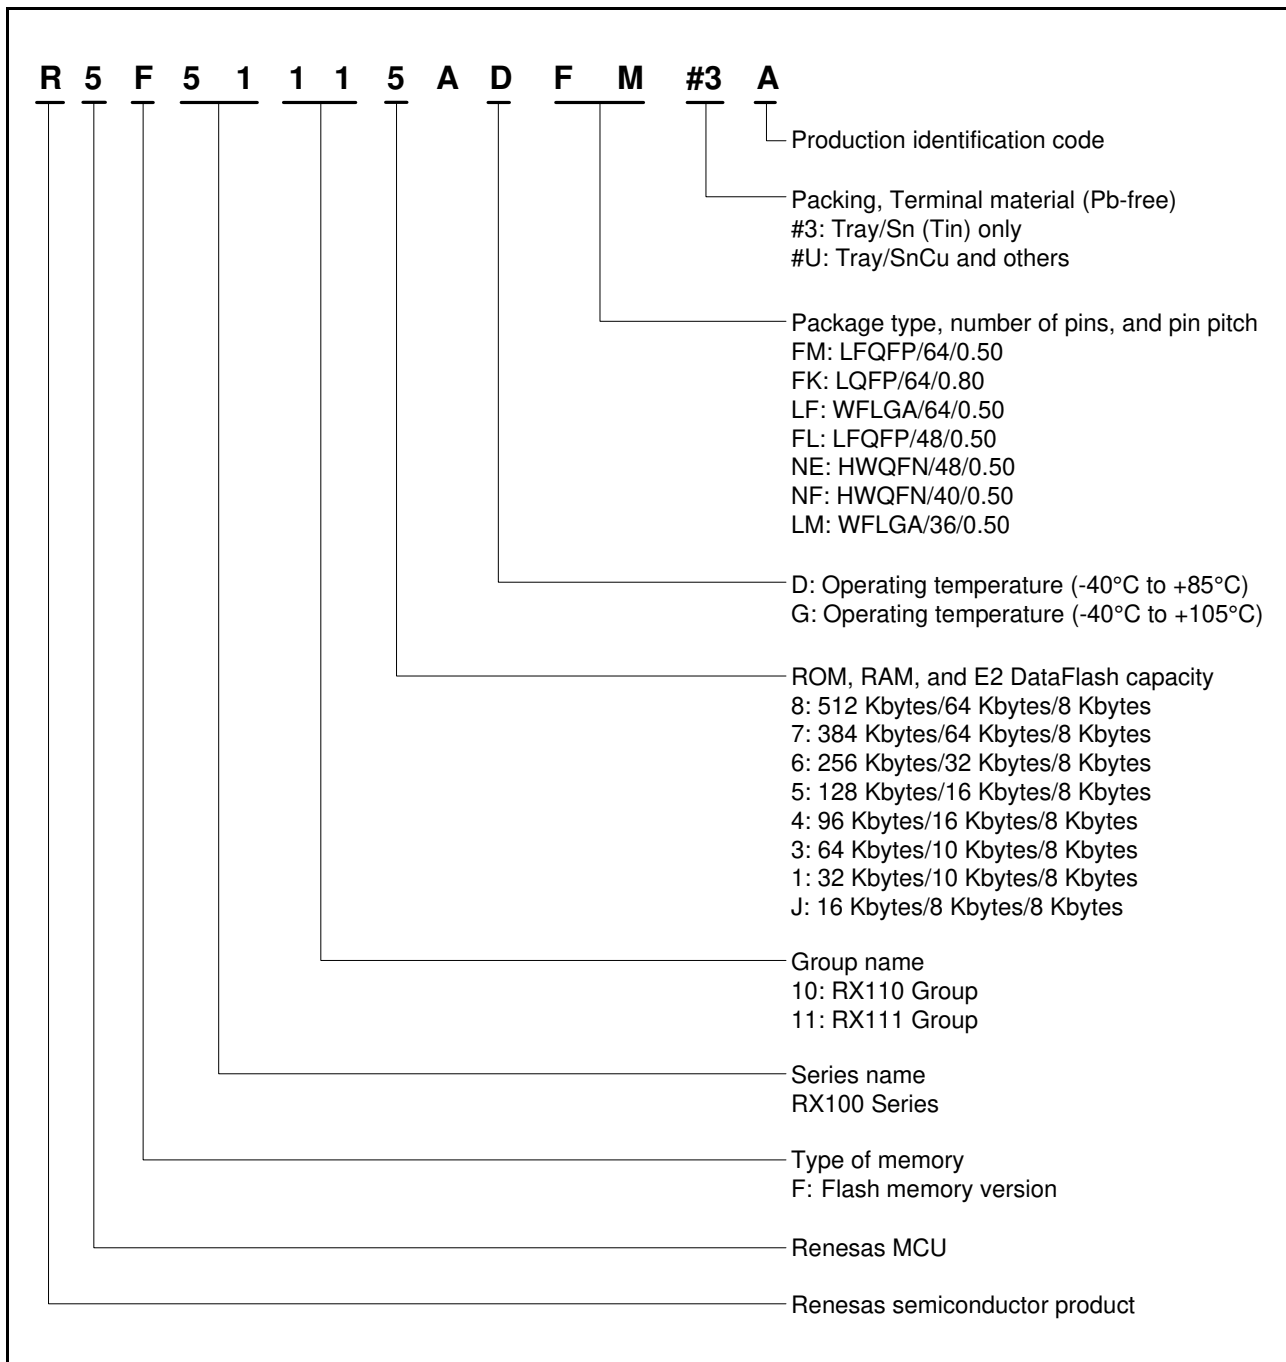 R 5 F 5 1 1 1 5 A D F M #3 A
Production identification code
Packing, Terminal material (Pb-free)
#3: Tray/Sn (Tin) only
#U: Tray/SnCu and others
Package type, number of pins, and pin pitch
FM: LFQFP/64/0.50
FK: LQFP/64/0.80
LF: WFLGA/64/0.50
FL: LFQFP/48/0.50
NE: HWQFN/48/0.50
NF: HWQFN/40/0.50
LM: WFLGA/36/0.50
D: Operating temperature (-40°C to +85°C)
G: Operating temperature (-40°C to +105°C)
ROM, RAM, and E2 DataFlash capacity
8: 512 Kbytes/64 Kbytes/8 Kbytes
7: 384 Kbytes/64 Kbytes/8 Kbytes
6: 256 Kbytes/32 Kbytes/8 Kbytes
5: 128 Kbytes/16 Kbytes/8 Kbytes
4: 96 Kbytes/16 Kbytes/8 Kbytes
3: 64 Kbytes/10 Kbytes/8 Kbytes
1: 32 Kbytes/10 Kbytes/8 Kbytes
J: 16 Kbytes/8 Kbytes/8 Kbytes
Group name
10: RX110 Group
11: RX111 Group
Series name
RX100 Series
Type of memory
F: Flash memory version
Renesas MCU
Renesas semiconductor product